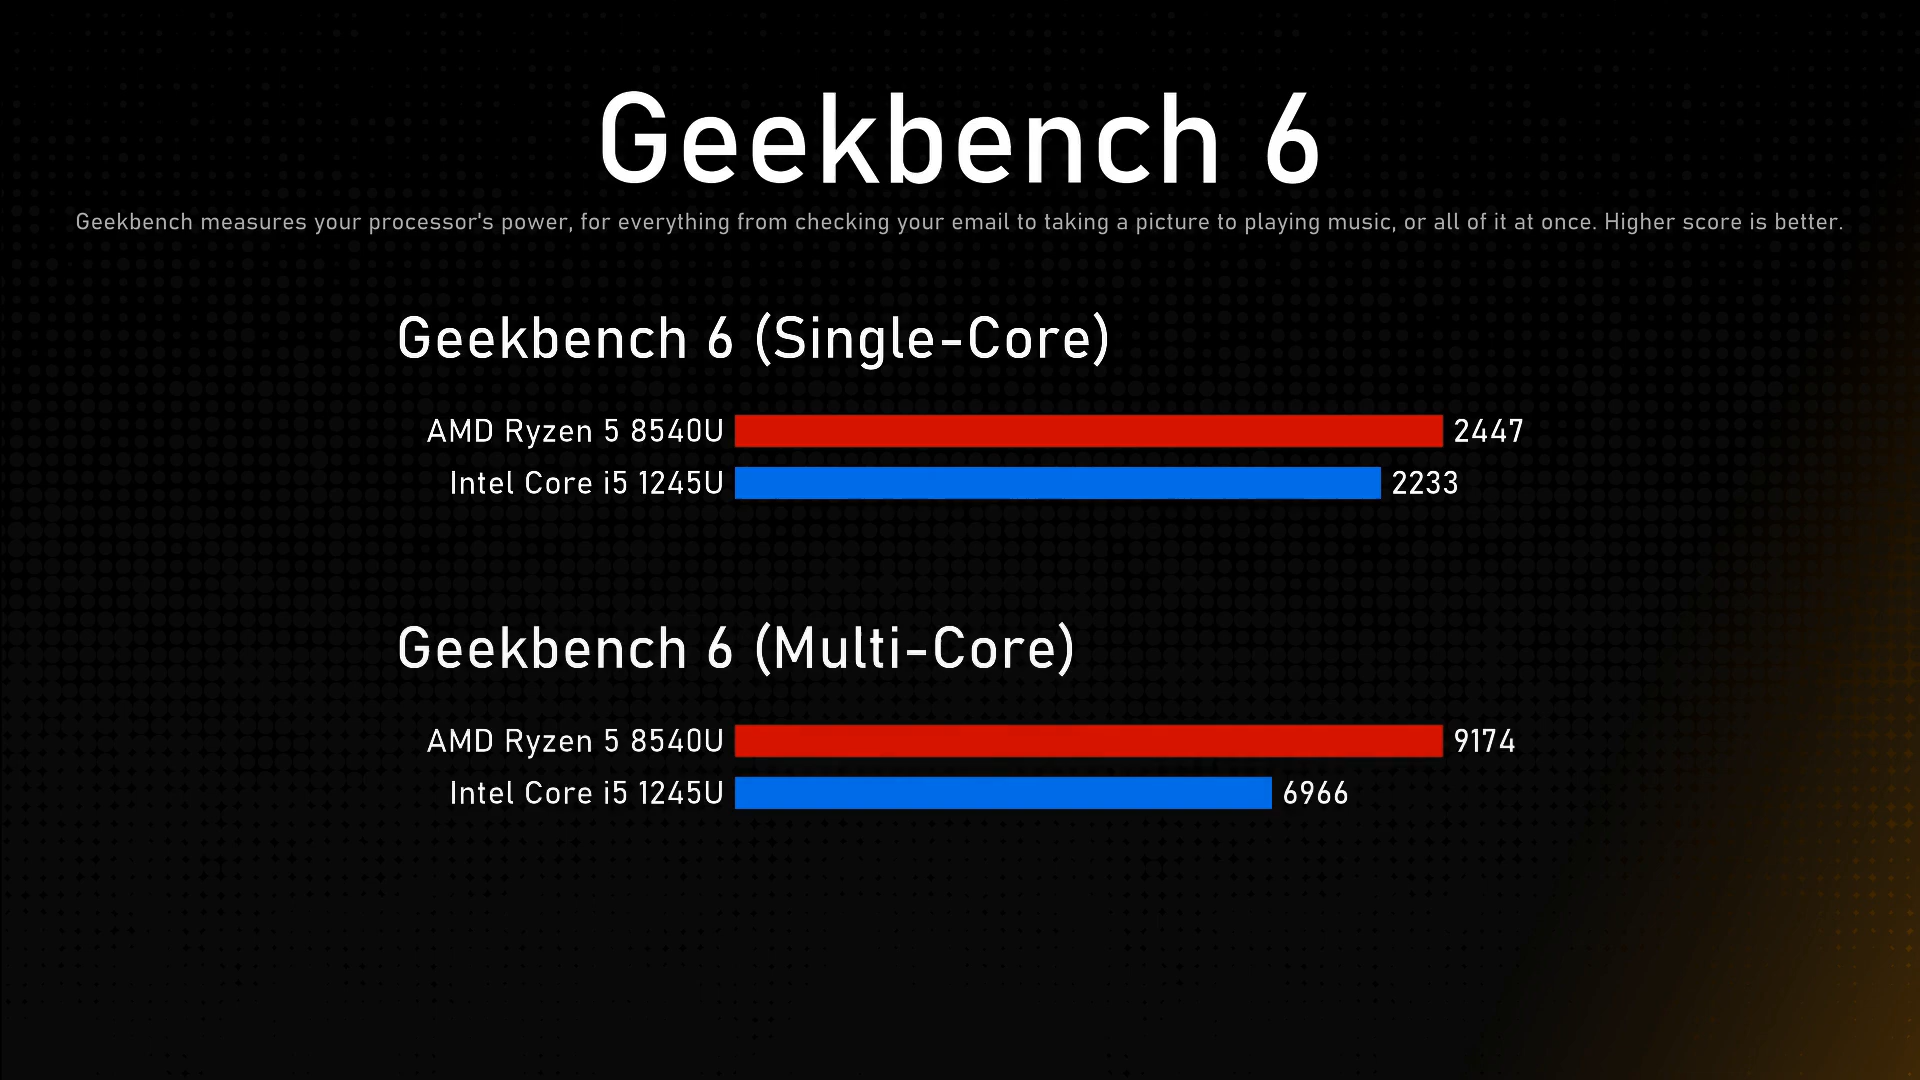 Geekbench 6
Geekbench measures your processor's power, for everything from checking your email to taking a picture to playing music, or all of it at once. Higher score is better.
Geekbench 6 (Single-Core)
AMD Ryzen 5 8540U 2447
Intel Core i5 1245U 2233
Geekbench 6 (Multi-Core)
AMD Ryzen 5 8540U 9174
Intel Core i5 1245U 6966